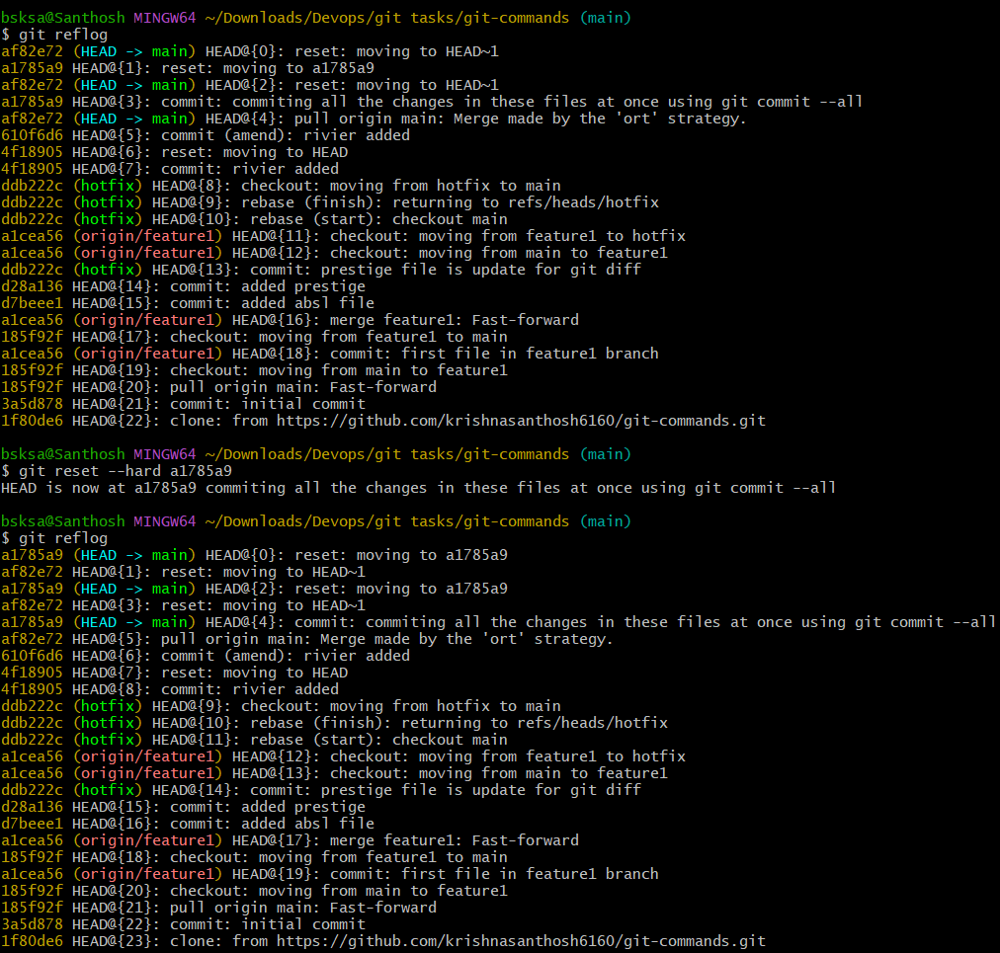 bsksa@Santhosh MINGW64 ~/Downloads/Devops/git tasks/git-commands (main)
$ git reflog
af82e72 (HEAD -> main) HEAD@{0}: reset: moving to HEAD~1
a1785a9 HEAD@{1}: reset: moving to a1785a9
af82e72 (HEAD -> main) HEAD@{2}: reset: moving to HEAD~1
a1785a9 HEAD@{3}: commit: commiting all the changes in these files at once using git commit --all
af82e72 (HEAD -> main) HEAD@{4}: pull origin main: Merge made by the 'ort' strategy.
610f6d6 HEAD@{5}: commit (amend): rivier added
4f18905 HEAD@{6}: reset: moving to HEAD
4f18905 HEAD@{7}: commit: rivier added
ddb222c (hotfix) HEAD@{8}: checkout: moving from hotfix to main
ddb222c (hotfix) HEAD@{9}: rebase (finish): returning to refs/heads/hotfix
ddb222c (hotfix) HEAD@{10}: rebase (start): checkout main
a1cea56 (origin/feature1) HEAD@{11}: checkout: moving from feature1 to hotfix
a1cea56 (origin/feature1) HEAD@{12}: checkout: moving from main to feature1
ddb222c (hotfix) HEAD@{13}: commit: prestige file is update for git diff
d28a136 HEAD@{14}: commit: added prestige
d7beee1 HEAD@{15}: commit: added absl file
a1cea56 (origin/feature1) HEAD@{16}: merge feature1: Fast-forward
185f92f HEAD@{17}: checkout: moving from feature1 to main
a1cea56 (origin/feature1) HEAD@{18}: commit: first file in feature1 branch
185f92f HEAD@{19}: checkout: moving from main to feature1
185f92f HEAD@{20}: pull origin main: Fast-forward
3a5d878 HEAD@{21}: commit: initial commit
1f80de6 HEAD@{22}: clone: from https://github.com/krishnasanthosh6160/git-commands.git
bsksa@Santhosh MINGW64 ~/Downloads/Devops/git tasks/git-commands (main)
$ git reset --hard a1785a9
HEAD is now at a1785a9 commiting all the changes in these files at once using git commit --all
bsksa@Santhosh MINGW64 ~/Downloads/Devops/git tasks/git-commands (main)
$ git reflog
a1785a9 (HEAD -> main) HEAD@{0}: reset: moving to a1785a9
af82e72 HEAD@{1}: reset: moving to HEAD~1
a1785a9 (HEAD -> main) HEAD@{2}: reset: moving to a1785a9
af82e72 HEAD@{3}: reset: moving to HEAD~1
a1785a9 (HEAD -> main) HEAD@{4}: commit: commiting all the changes in these files at once using git commit --all
af82e72 HEAD@{5}: pull origin main: Merge made by the 'ort' strategy.
610f6d6 HEAD@{6}: commit (amend): rivier added
4f18905 HEAD@{7}: reset: moving to HEAD
4f18905 HEAD@{8}: commit: rivier added
ddb222c (hotfix) HEAD@{9}: checkout: moving from hotfix to main
ddb222c (hotfix) HEAD@{10}: rebase (finish): returning to refs/heads/hotfix
ddb222c (hotfix) HEAD@{11}: rebase (start): checkout main
a1cea56 (origin/feature1) HEAD@{12}: checkout: moving from feature1 to hotfix
a1cea56 (origin/feature1) HEAD@{13}: checkout: moving from main to feature1
ddb222c (hotfix) HEAD@{14}: commit: prestige file is update for git diff
d28a136 HEAD@{15}: commit: added prestige
d7beee1 HEAD@{16}: commit: added absl file
a1cea56 (origin/feature1) HEAD@{17}: merge feature1: Fast-forward
185f92f HEAD@{18}: checkout: moving from feature1 to main
a1cea56 (origin/feature1) HEAD@{19}: commit: first file in feature1 branch
185f92f HEAD@{20}: checkout: moving from main to feature1
185f92f HEAD@{21}: pull origin main: Fast-forward
3a5d878 HEAD@{22}: commit: initial commit
1f80de6 HEAD@{23}: clone: from https://github.com/krishnasanthosh6160/git-commands.git